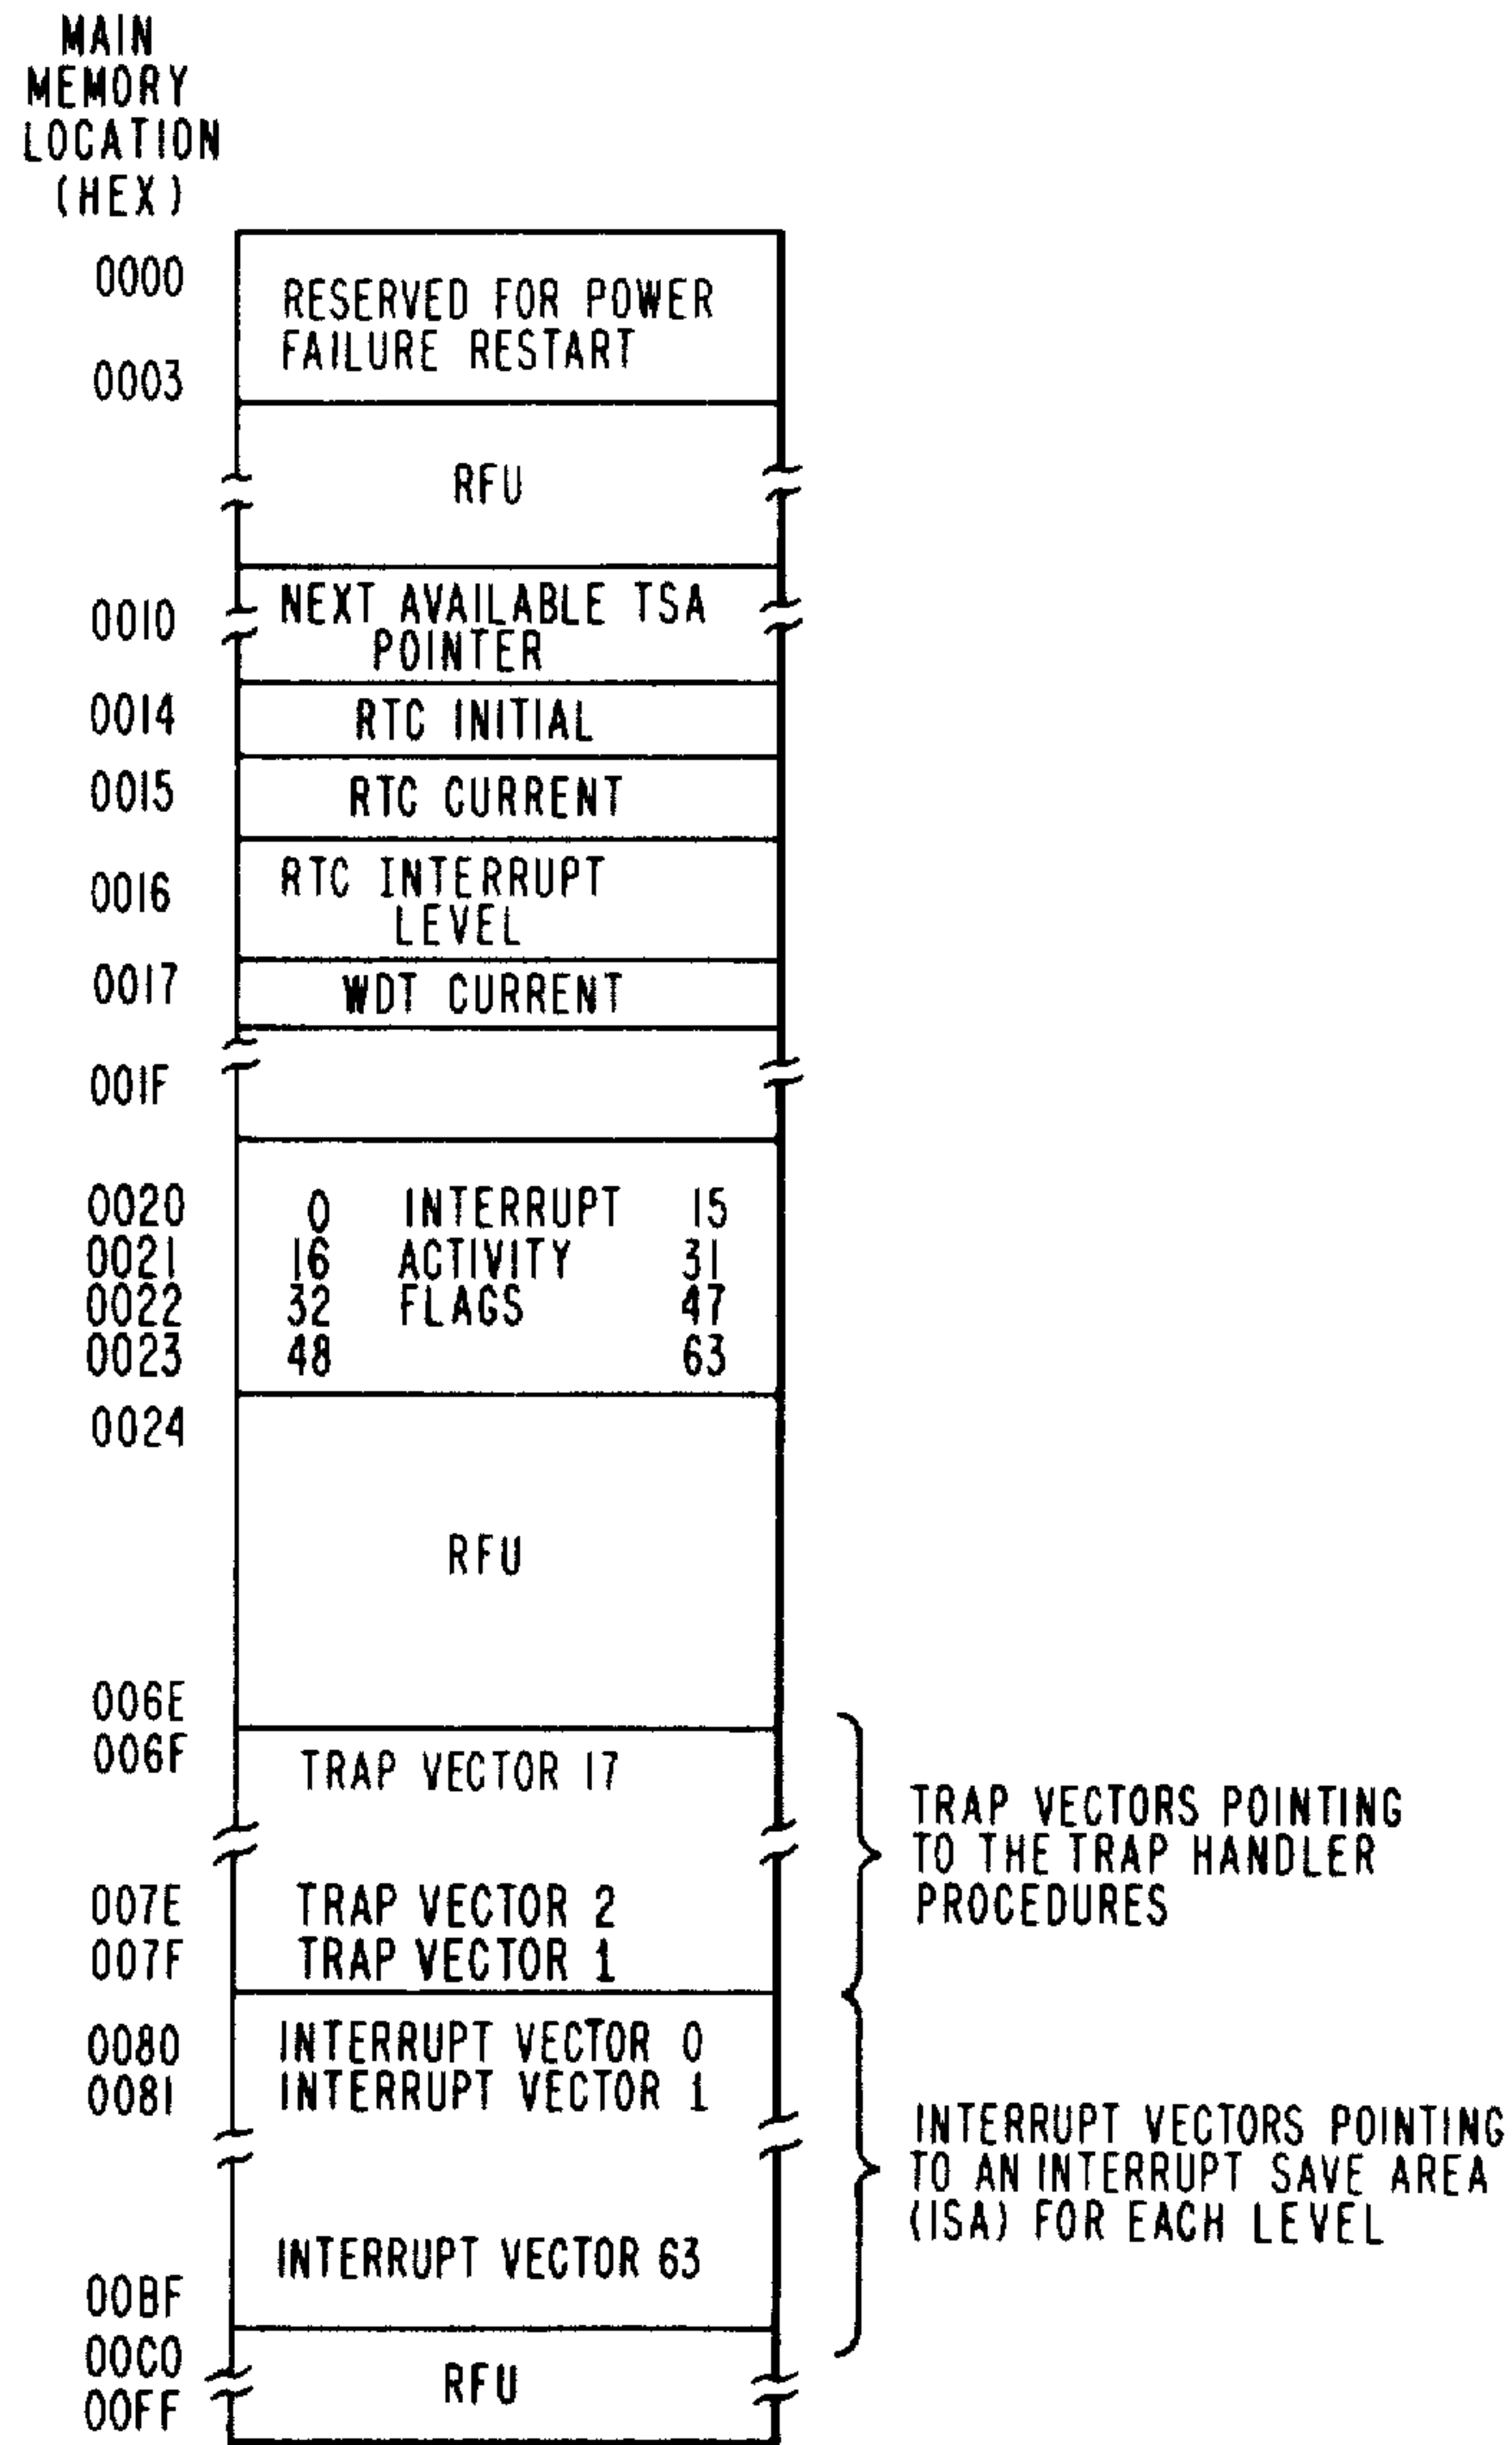 MAIN
MEMORY
LOCATION
(HEX)
0000
RESERVED FOR POWER
FAILURE RESTART
0003
RFU
0010
NEXT AVAILABLE TSA
POINTER
0014 RTC INITIAL
0015 RTC CURRENT
0016
RTC INTERRUPT
LEVEL
0017 WDT CURRENT
001F
0020 0 INTERRUPT 15
0021 16 ACTIVITY 31
0022 32 FLAGS 47
0023 48 63
0024
RFU
006E
006F TRAP VECTOR 17
007E TRAP VECTOR 2
007F TRAP VECTOR 1
TRAP VECTORS POINTING
TO THE TRAP HANDLER
PROCEDURES
0080 INTERRUPT VECTOR 0
0081 INTERRUPT VECTOR 1
INTERRUPT VECTOR 63
00BF
INTERRUPT VECTORS POINTING
TO AN INTERRUPT SAVE AREA
(ISA) FOR EACH LEVEL
00C0
RFU
00FF